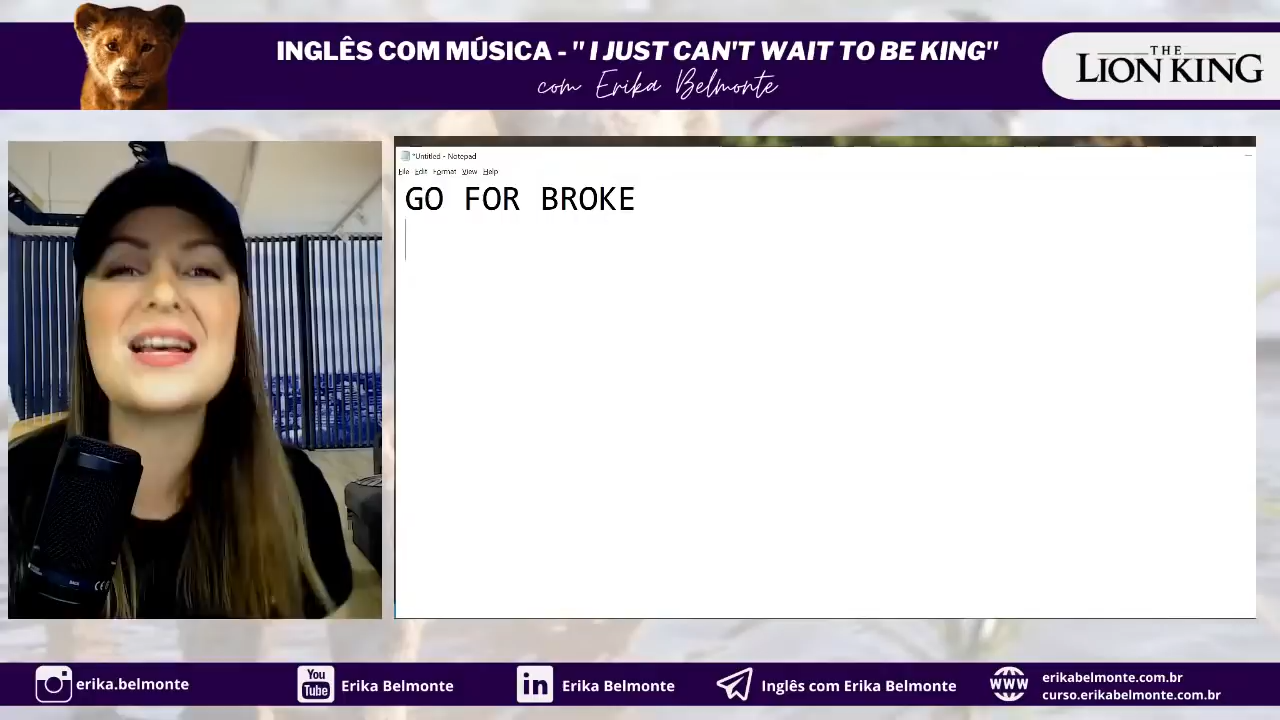 INGLÊS COM MÚSICA - " I JUST CAN'T WAIT TO BE KING"
com Erika Belmonte
THE
LION KING
*Untitled - Notepad
File Edit Format View Help
GO FOR BROKE
erika.belmonte
You
Tube
Erika Belmonte
in
Erika Belmonte
Inglês com Erika Belmonte
WWW
erikabelmonte.com.br
curso.erikabelmonte.com.br